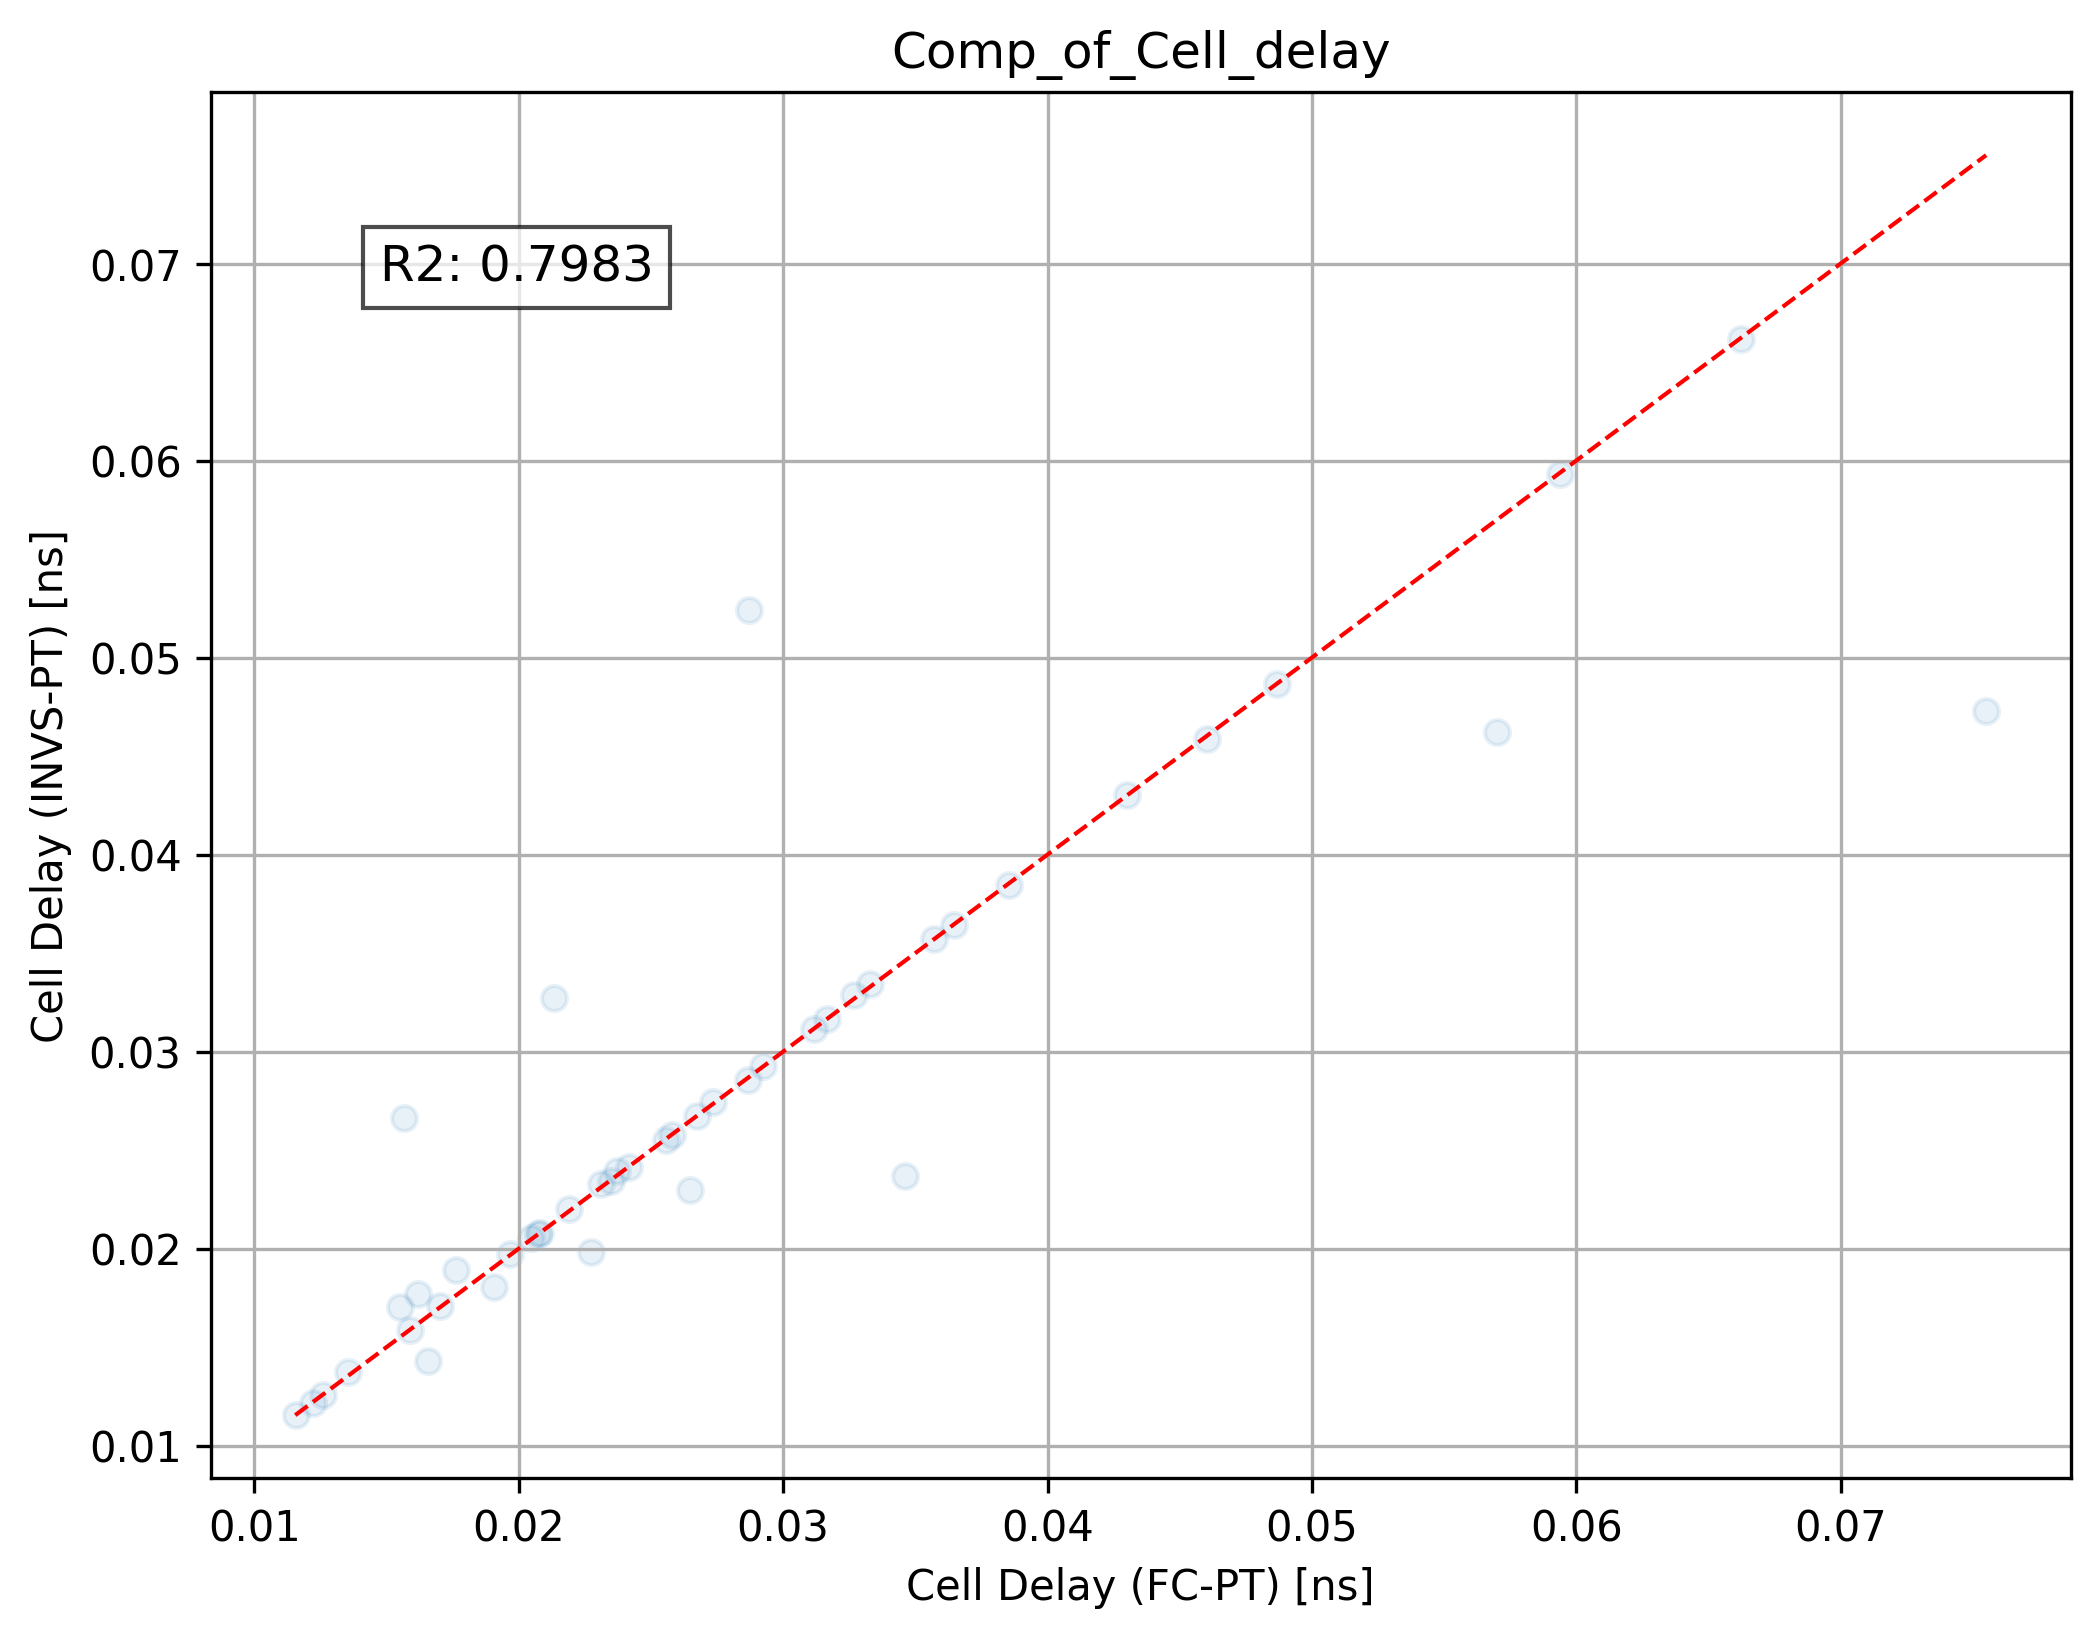 Comp_of_Cell_delay
R2: 0.7983
Cell Delay (INVS-PT) [ns]
0.07
0.06
0.05
0.04
0.03
0.02
0.01
0.01 0.02 0.03 0.04 0.05 0.06 0.07
Cell Delay (FC-PT) [ns]